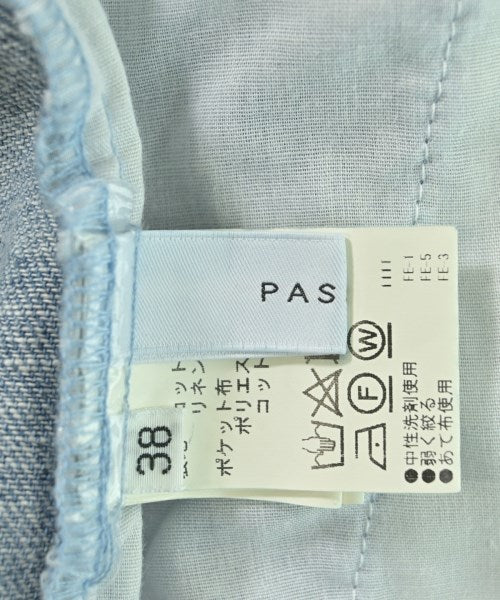 PAS
38
コット
リネン
ポケット布
ポリエス
コット
F
W
●中性洗剤使用
●弱く絞る
●あて布使用
1111
FE-1
FE-5
FE-3